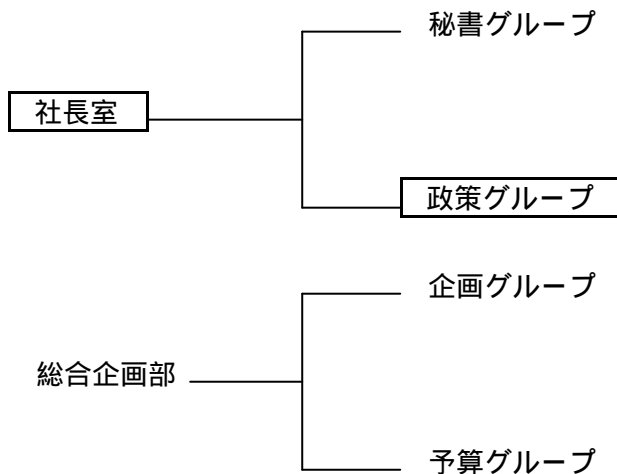 秘書グループ
社長室
政策グループ
企画グループ
総合企画部
予算グループ